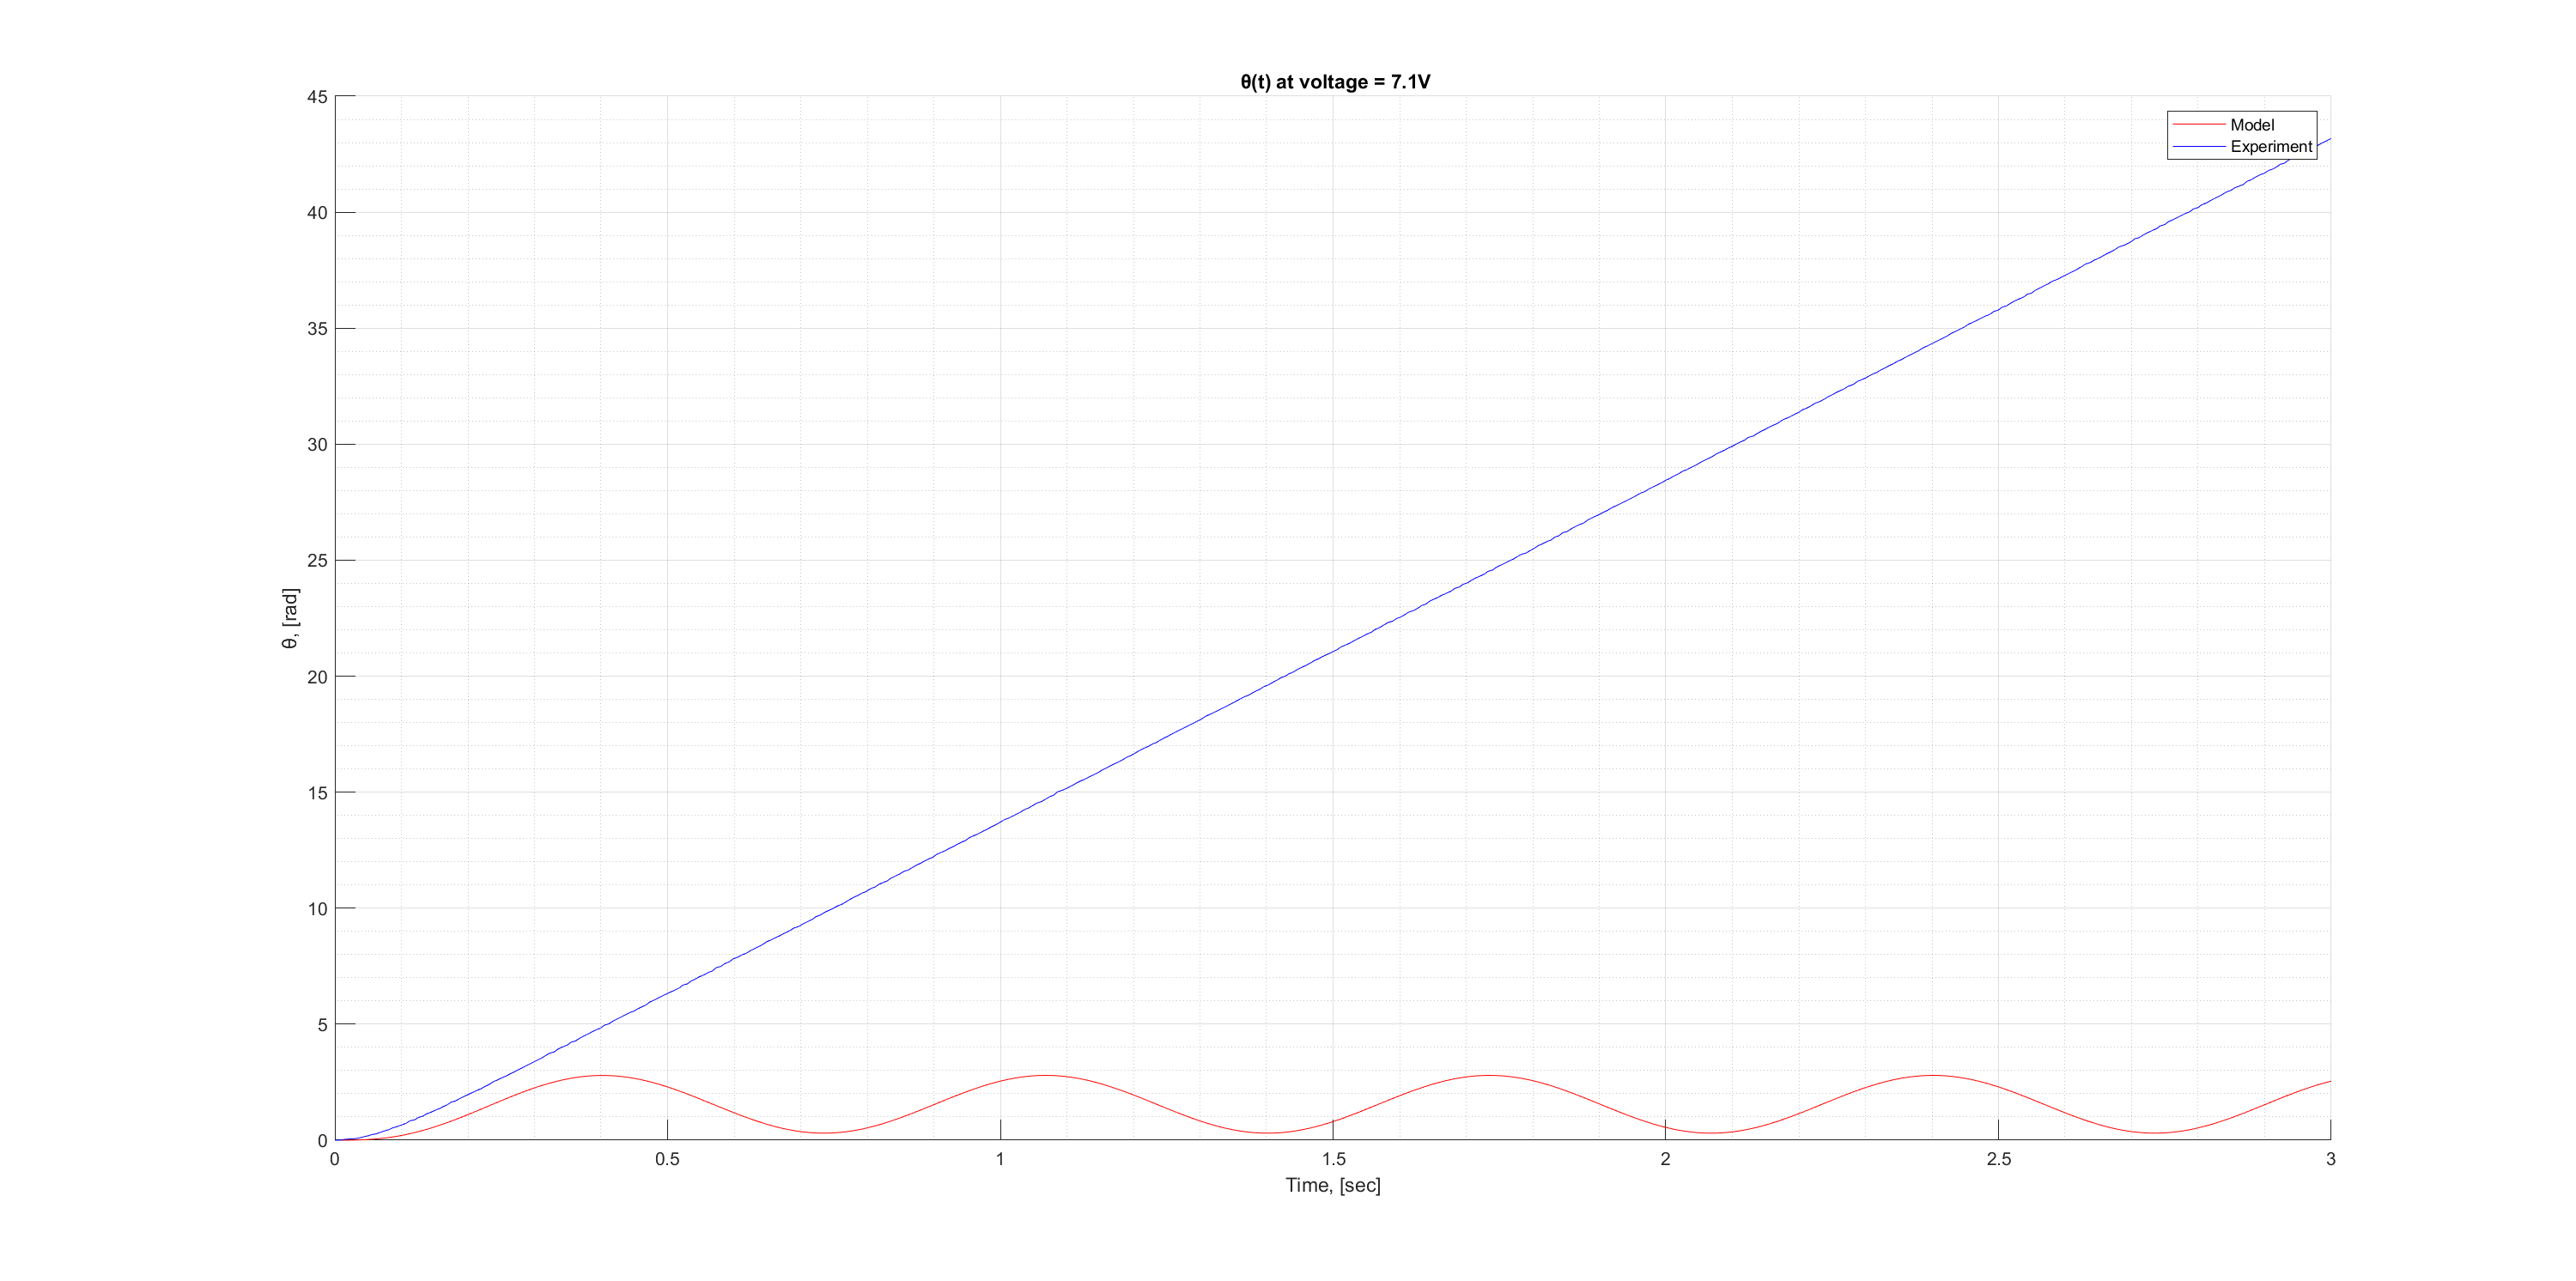 θ(t) at voltage = 7.1V
Model
Experiment
45
40
35
30
25
20
15
10
5
0
θ, [rad]
0 0.5 1 1.5 2 2.5 3
Time, [sec]